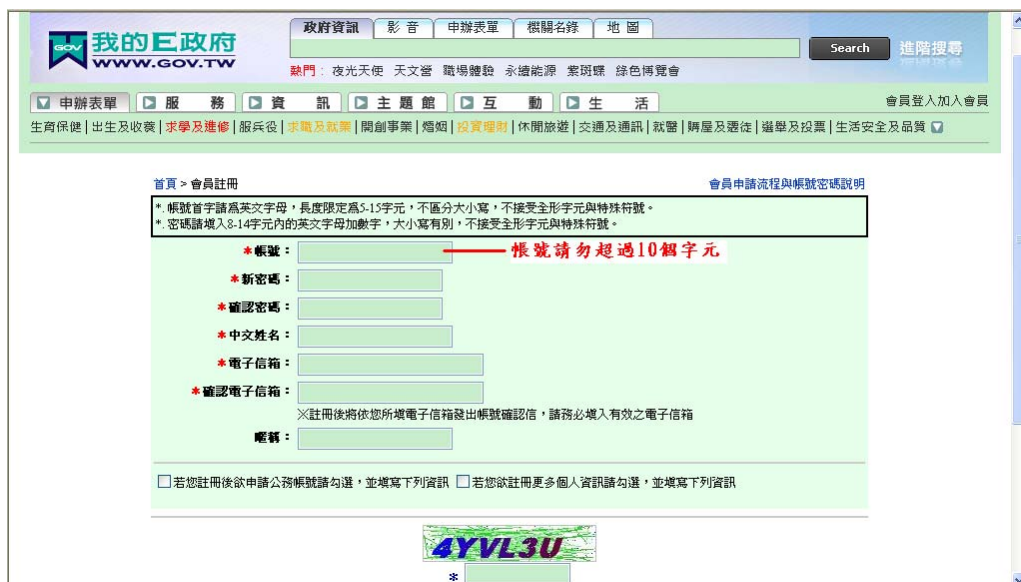 政府資訊 影音 申辦表單 機關名錄 地圖
GOV 我的E政府
WWW.GOV.TW
Search 進階搜尋
熱門： 夜光天使 天文營 職場體驗 永續能源 紫斑蝶 綠色博覽會
申辦表單 服務 資訊 主題館 互動 生活 會員登入加入會員
生育保健|出生及收養|求學及進修|服兵役|求職及就業|開創事業|婚姻|投資理財|休閒旅遊|交通及通訊|就醫|購屋及遷徙|選舉及投票|生活安全及品質
首頁 > 會員註冊 會員申請流程與帳號密碼說明
*. 帳號首字請為英文字母，長度限定為5-15字元，不區分大小寫，不接受全形字元與特殊符號。
*. 密碼請填入8-14字元內的英文字母加數字，大小寫有別，不接受全形字元與特殊符號。
*帳號： 帳號請勿超過10個字元
*新密碼：
*確認密碼：
*中文姓名：
*電子信箱：
*確認電子信箱：
※註冊後將依您所填電子信箱發出帳號確認信，請務必填入有效之電子信箱
暱稱：
若您註冊後欲申請公務帳號請勾選，並填寫下列資訊 若您欲註冊更多個人資訊請勾選，並填寫下列資訊
4YVL3U
*